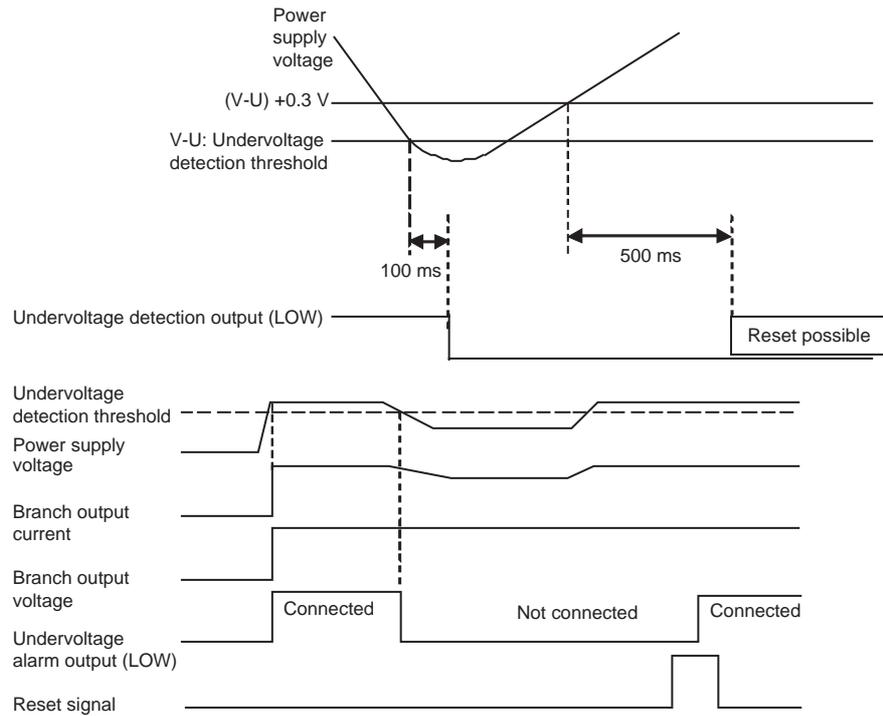 Power
supply
voltage
(V-U) +0.3 V
V-U: Undervoltage
detection threshold
100 ms
500 ms
Undervoltage detection output (LOW)
Reset possible
Undervoltage
detection threshold
Power supply
voltage
Branch output
current
Branch output
voltage
Connected
Not connected
Connected
Undervoltage
alarm output (LOW)
Reset signal